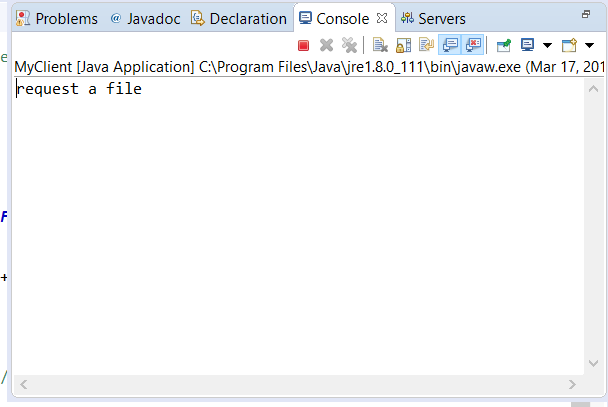 Problems @ Javadoc Declaration Console Servers
MyClient [Java Application] C:\Program Files\Java\jre1.8.0_111\bin\javaw.exe (Mar 17, 201
request a file